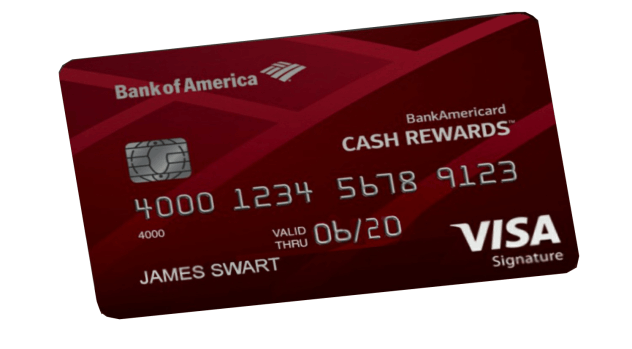 Bank of America
BankAmericard
CASH REWARDS™
4000 1234 5678 9123
4000
VALID THRU 06/20
JAMES SWART
VISA
Signature